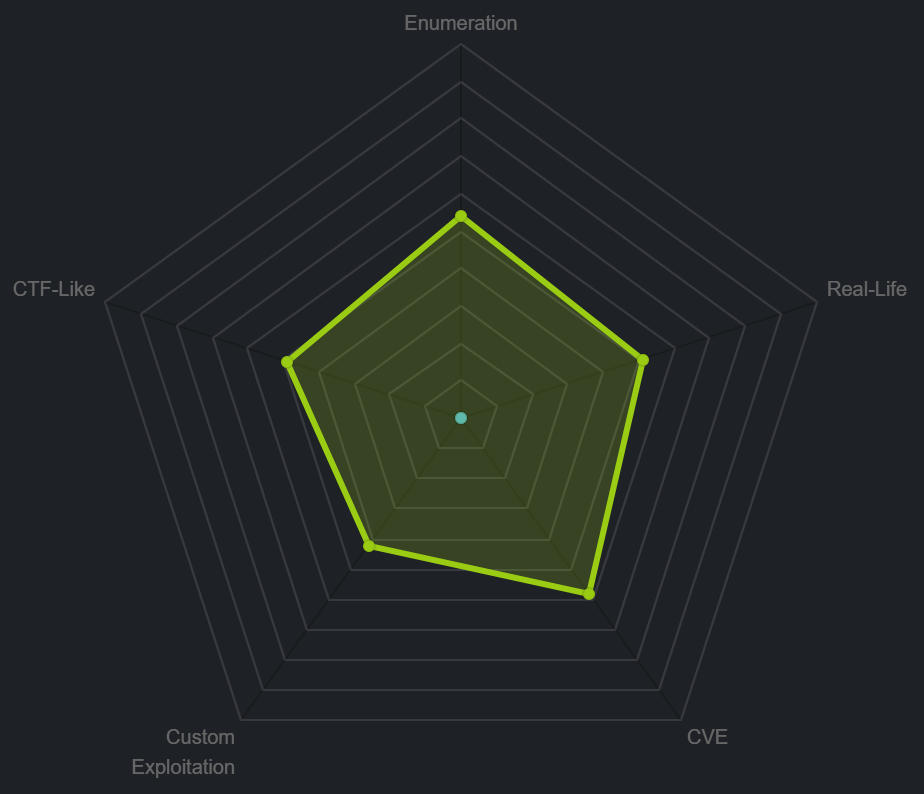 Enumeration
CTF-Like
Real-Life
Custom
Exploitation
CVE